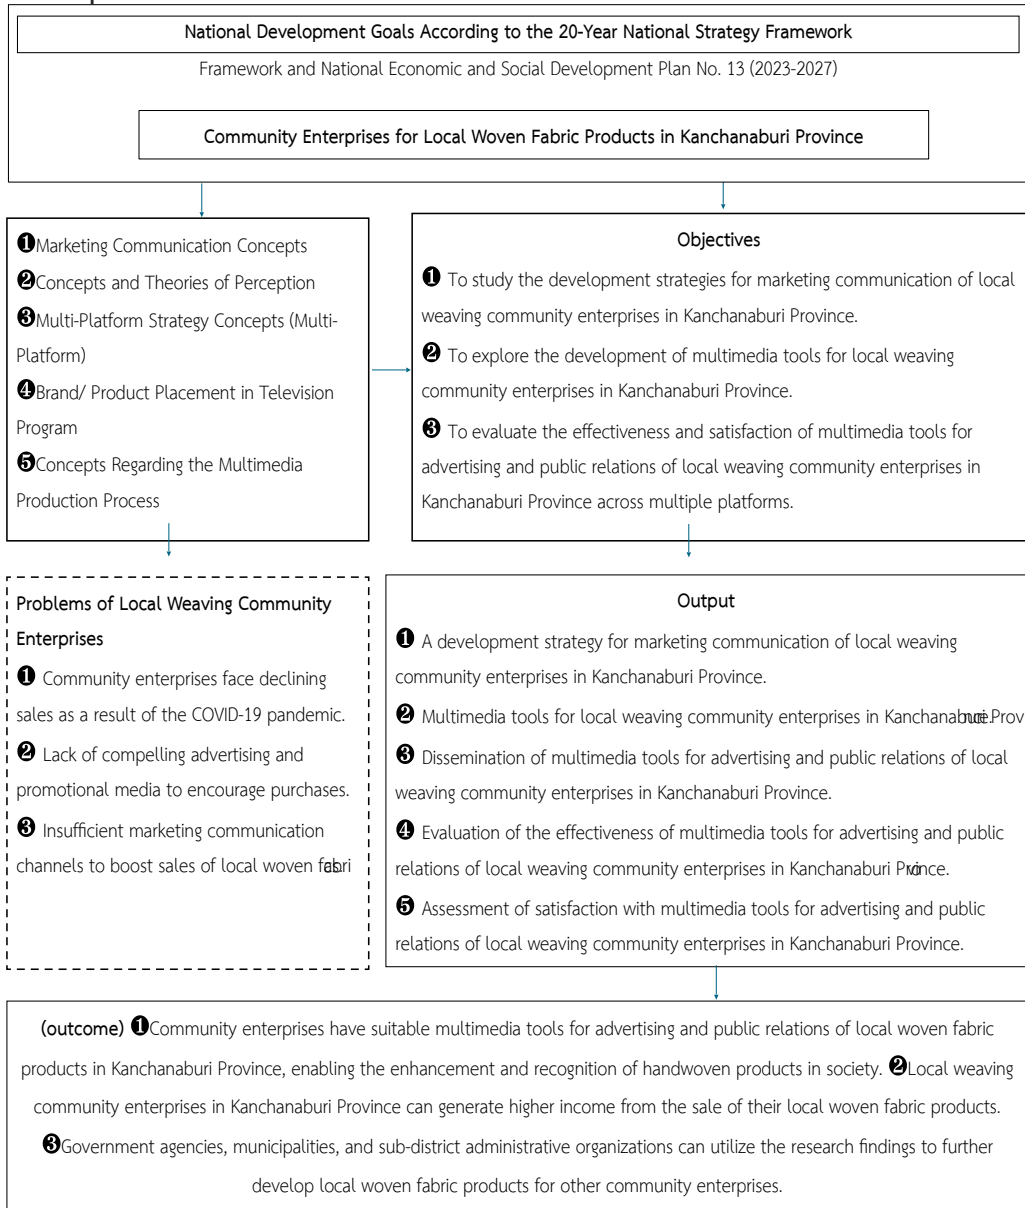 National Development Goals According to the 20-Year National Strategy Framework
Framework and National Economic and Social Development Plan No. 13 (2023-2027)
Community Enterprises for Local Woven Fabric Products in Kanchanaburi Province
❶Marketing Communication Concepts
❷Concepts and Theories of Perception
❸Multi-Platform Strategy Concepts (Multi-
Platform)
❹Brand/ Product Placement in Television
Program
❺Concepts Regarding the Multimedia
Production Process
Objectives
❶ To study the development strategies for marketing communication of local
weaving community enterprises in Kanchanaburi Province.
❷ To explore the development of multimedia tools for local weaving
community enterprises in Kanchanaburi Province.
❸ To evaluate the effectiveness and satisfaction of multimedia tools for
advertising and public relations of local weaving community enterprises in
Kanchanaburi Province across multiple platforms.
Problems of Local Weaving Community
Enterprises
❶ Community enterprises face declining
sales as a result of the COVID-19 pandemic.
❷ Lack of compelling advertising and
promotional media to encourage purchases.
❸ Insufficient marketing communication
channels to boost sales of local woven
Output
❶ A development strategy for marketing communication of local weaving
community enterprises in Kanchanaburi Province.
❷ Multimedia tools for local weaving community enterprises in
❸ Dissemination of multimedia tools for advertising and public relations of local
weaving community enterprises in Kanchanaburi Province.
❹ Evaluation of the effectiveness of multimedia tools for advertising and public
relations of local weaving community enterprises in Kanchanaburi Province.
❺ Assessment of satisfaction with multimedia tools for advertising and public
relations of local weaving community enterprises in Kanchanaburi Province.
(outcome) ❶Community enterprises have suitable multimedia tools for advertising and public relations of local woven fabric
products in Kanchanaburi Province, enabling the enhancement and recognition of handwoven products in society. ❷Local weaving
community enterprises in Kanchanaburi Province can generate higher income from the sale of their local woven fabric products.
❸Government agencies, municipalities, and sub-district administrative organizations can utilize the research findings to further
develop local woven fabric products for other community enterprises.